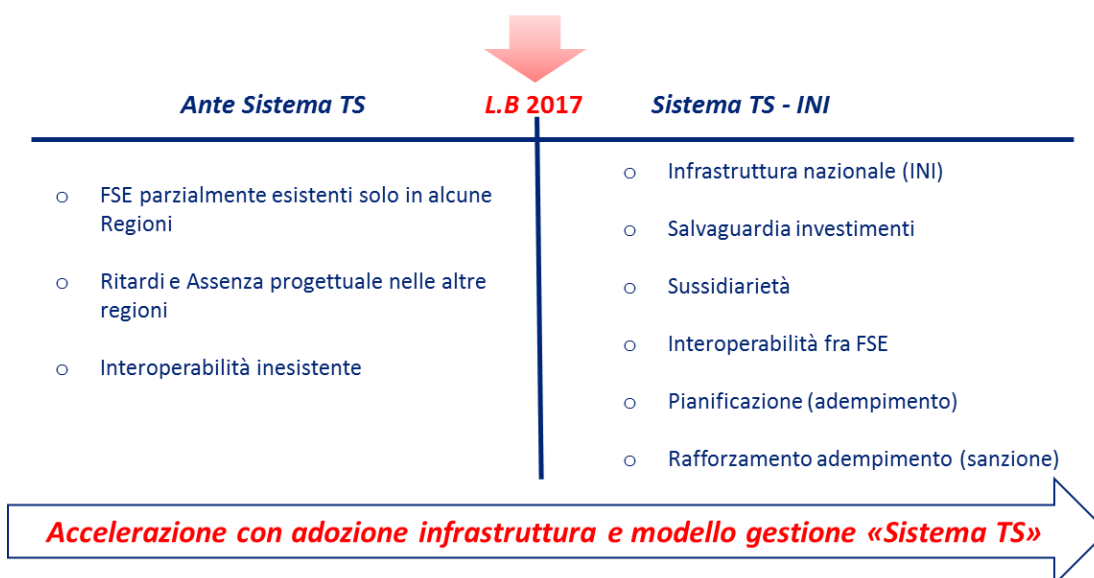 Ante Sistema TS
L.B 2017
Sistema TS - INI
o FSE parzialmente esistenti solo in alcune
Regioni
o Ritardi e Assenza progettuale nelle altre
regioni
o Interoperabilità inesistente
o Infrastruttura nazionale (INI)
o Salvaguardia investimenti
o Sussidiarietà
o Interoperabilità fra FSE
o Pianificazione (adempimento)
o Rafforzamento adempimento (sanzione)
Accelerazione con adozione infrastruttura e modello gestione «Sistema TS»